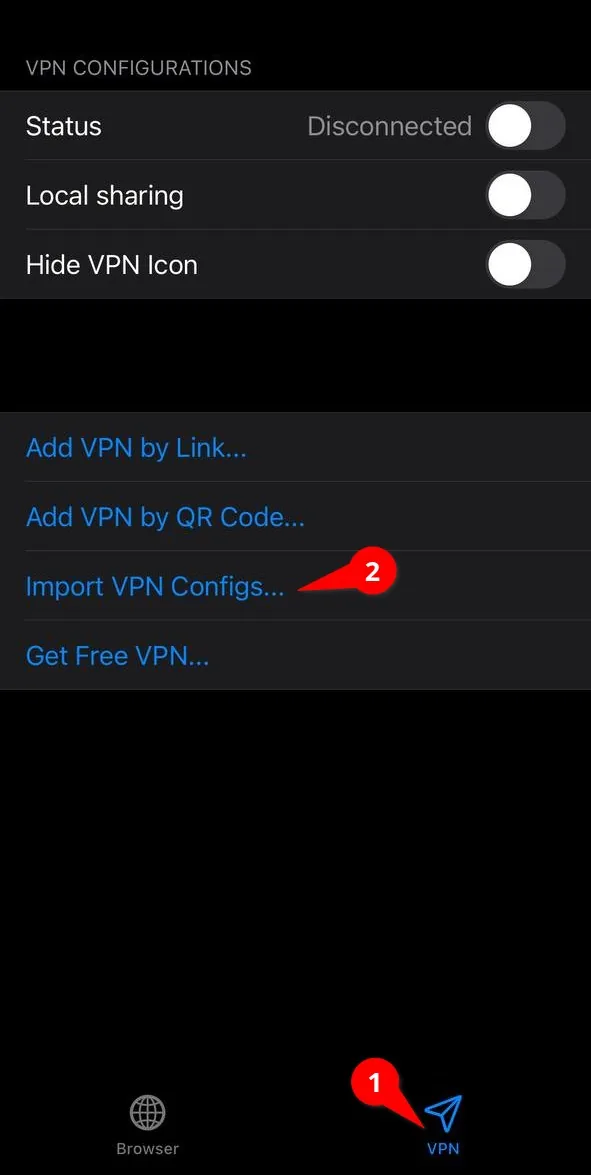 VPN CONFIGURATIONS
Status Disconnected
Local sharing
Hide VPN Icon
Add VPN by Link...
Add VPN by QR Code...
Import VPN Configs... 2
Get Free VPN...
1
Browser VPN